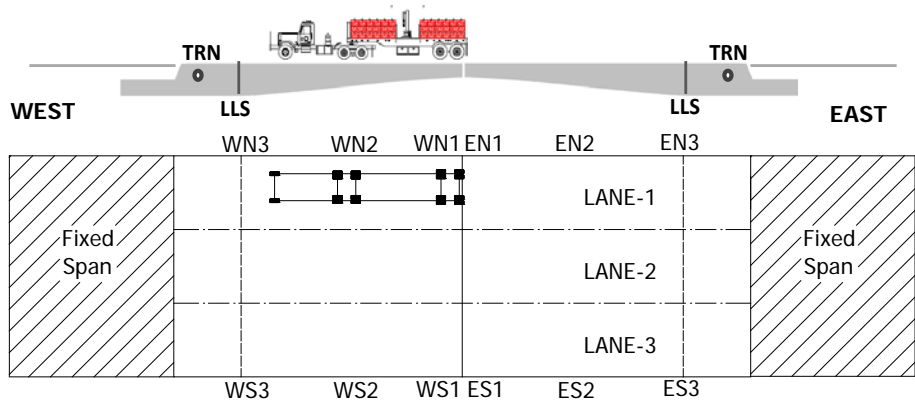 TRN TRN
LLS LLS
WEST EAST
WN3 WN2 WN1 EN1 EN2 EN3
LANE-1
Fixed Span
LANE-2
Fixed Span
LANE-3
WS3 WS2 WS1 ES1 ES2 ES3